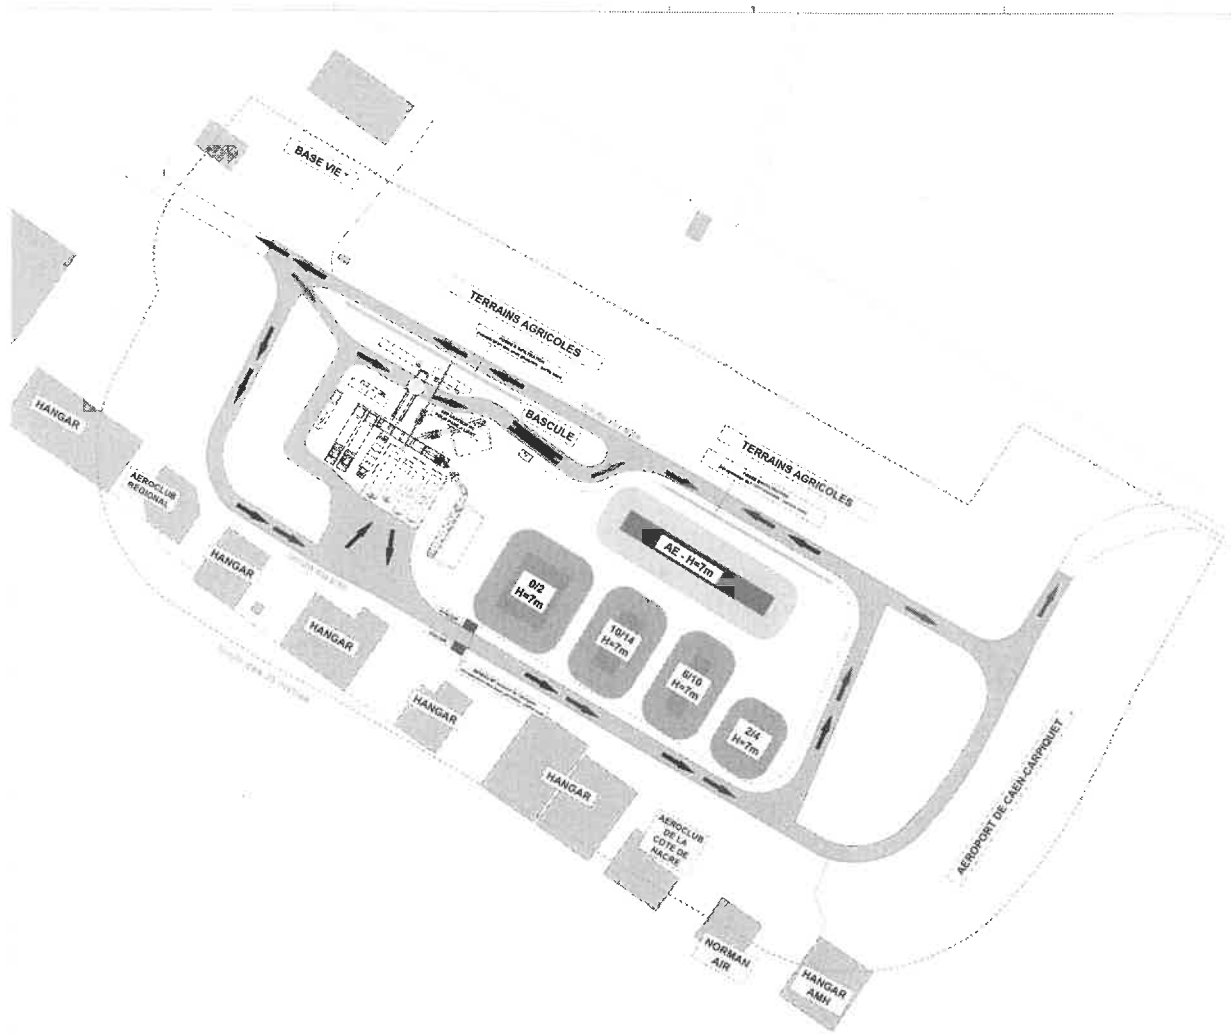 BASE VIE
TERRAINS AGRICOLES
BASCULE
TERRAINS AGRICOLES
HANGAR
AEROCLUB
REGIONAL
HANGAR
AE - H=7m
0/2
H=7m
10/14
H=7m
6/10
H=7m
2/4
H=7m
HANGAR
HANGAR
HANGAR
AEROCLUB
DE LA
COTE DE
NACRE
AEROPORT DE CAEN-CARPIQUET
NORMAN
AIR
HANGAR
AMH